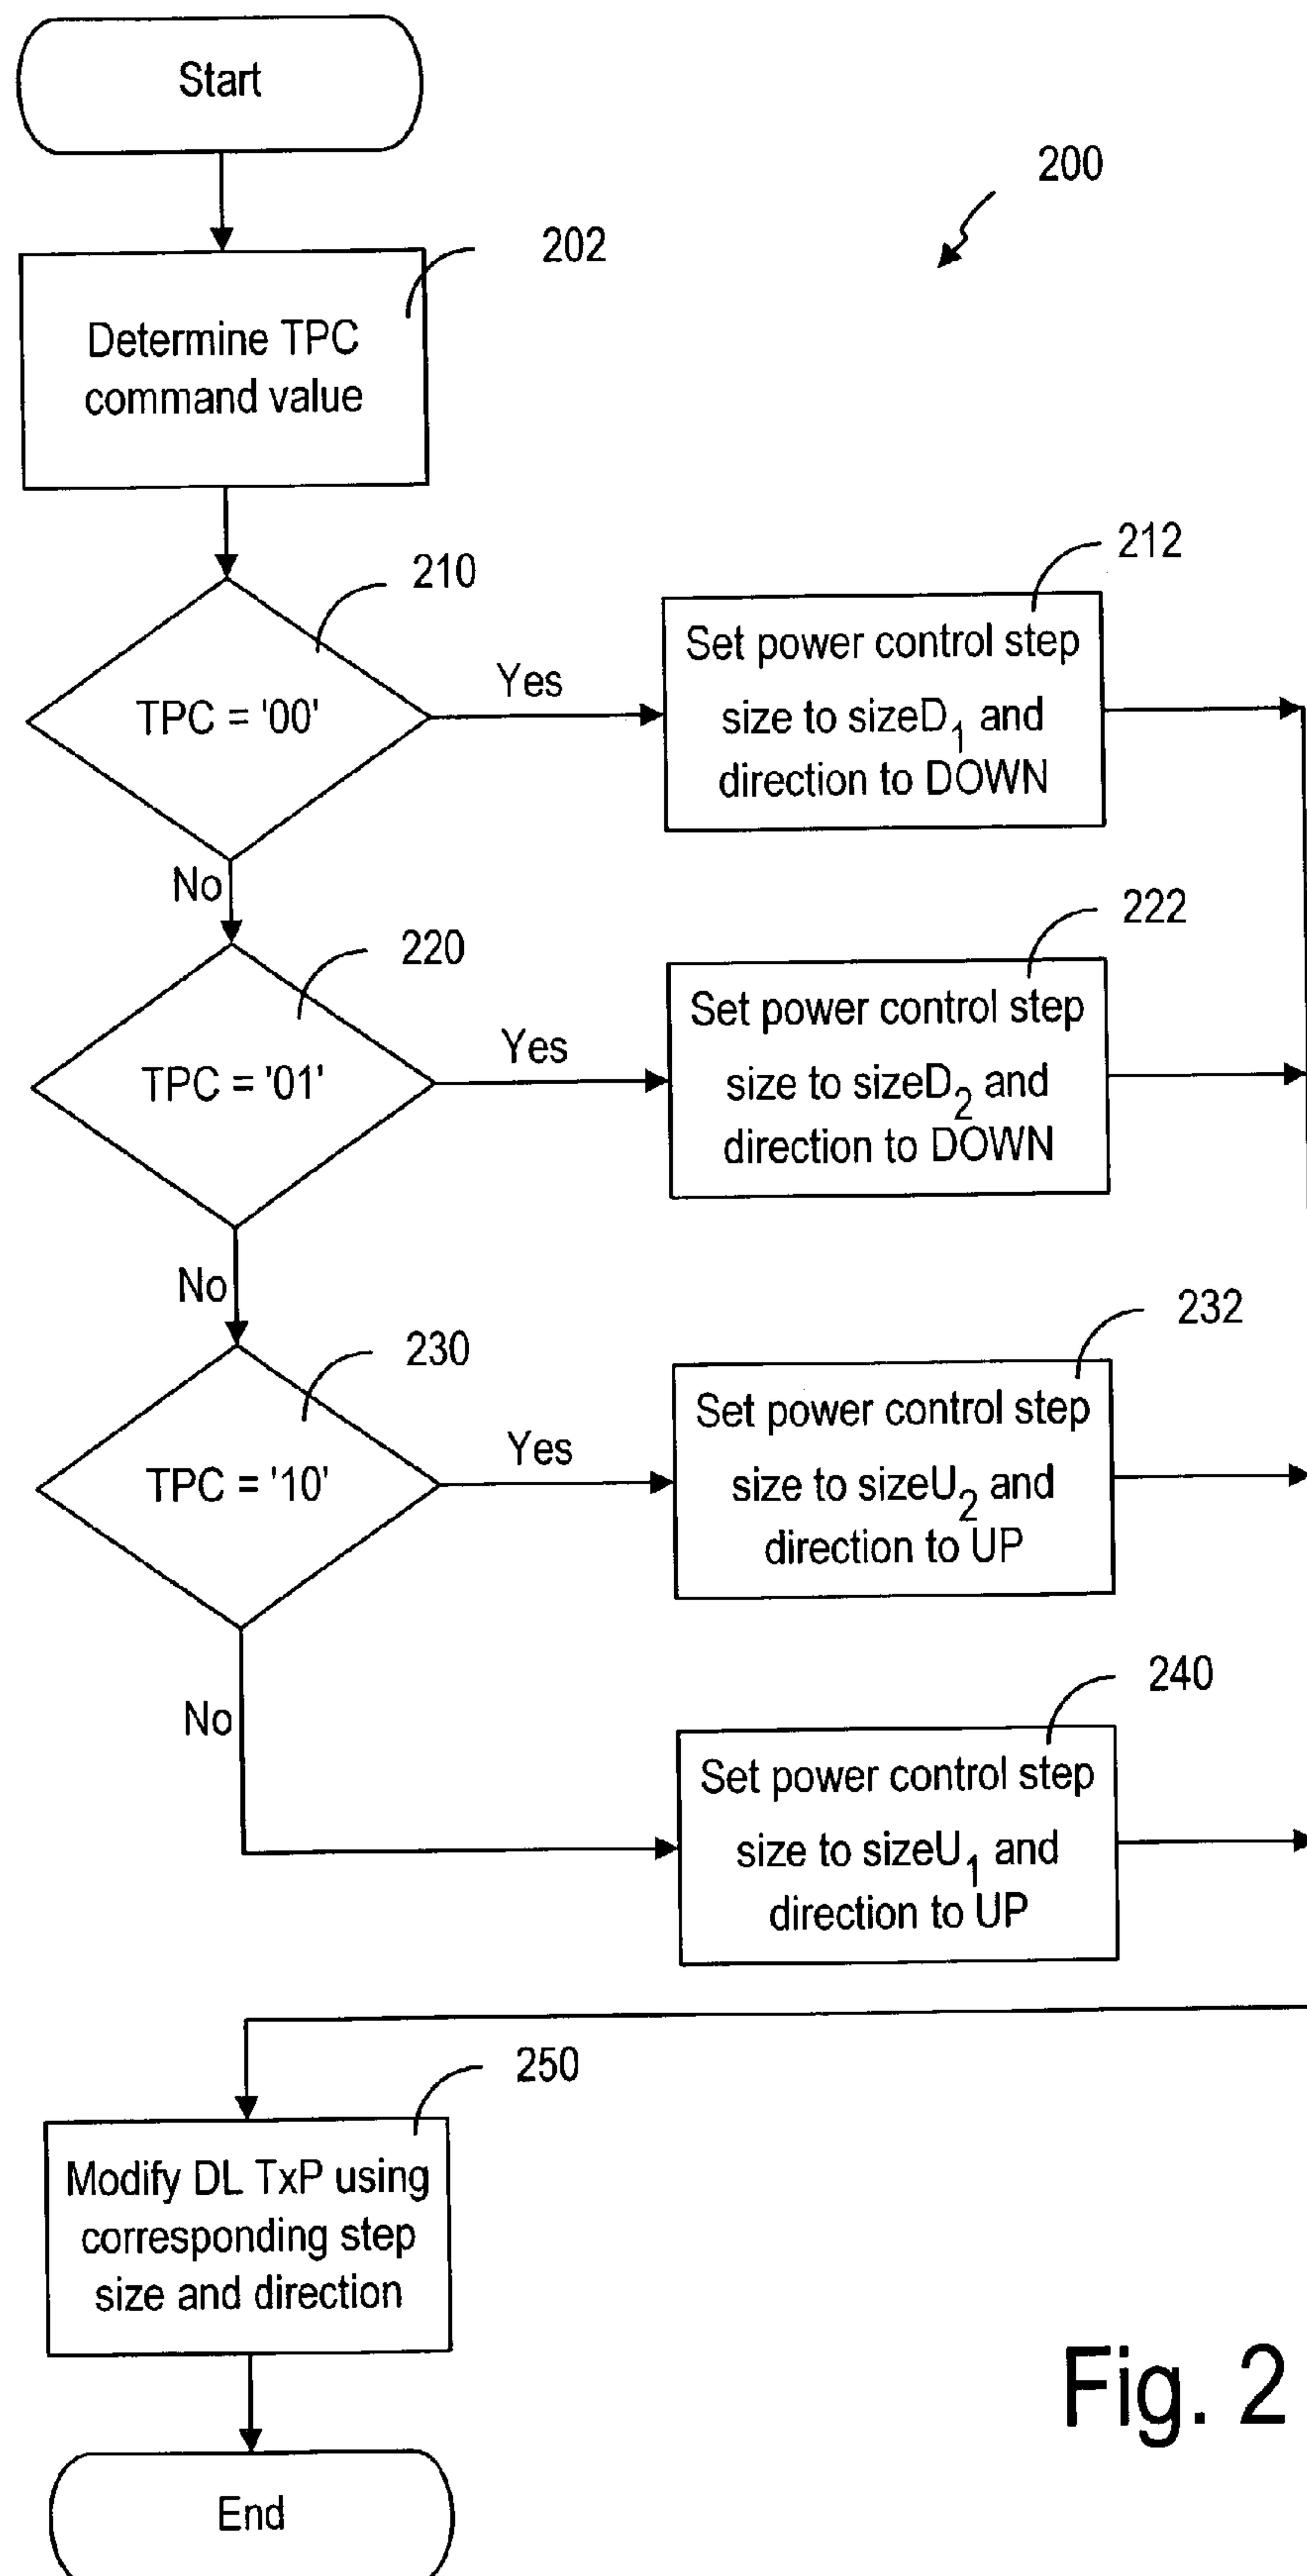 Start
200
202
Determine TPC
command value
210
TPC = '00'
Yes
212
Set power control step
size to sizeD1 and
direction to DOWN
No
220
TPC = '01'
Yes
222
Set power control step
size to sizeD2 and
direction to DOWN
No
230
TPC = '10'
Yes
232
Set power control step
size to sizeU2 and
direction to UP
No
240
Set power control step
size to sizeU1 and
direction to UP
250
Modify DL TxP using
corresponding step
size and direction
End
Fig. 2